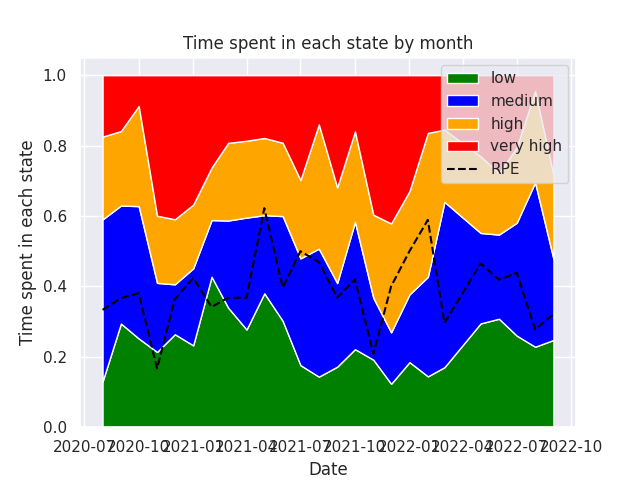 Time spent in each state by month
1.0
0.8
0.6
0.4
0.2
0.0
Time spent in each state
low
medium
high
very high
RPE
2020-07 2020-10 2021-01 2021-04 2021-07 2021-10 2022-01 2022-04 2022-07 2022-10
Date